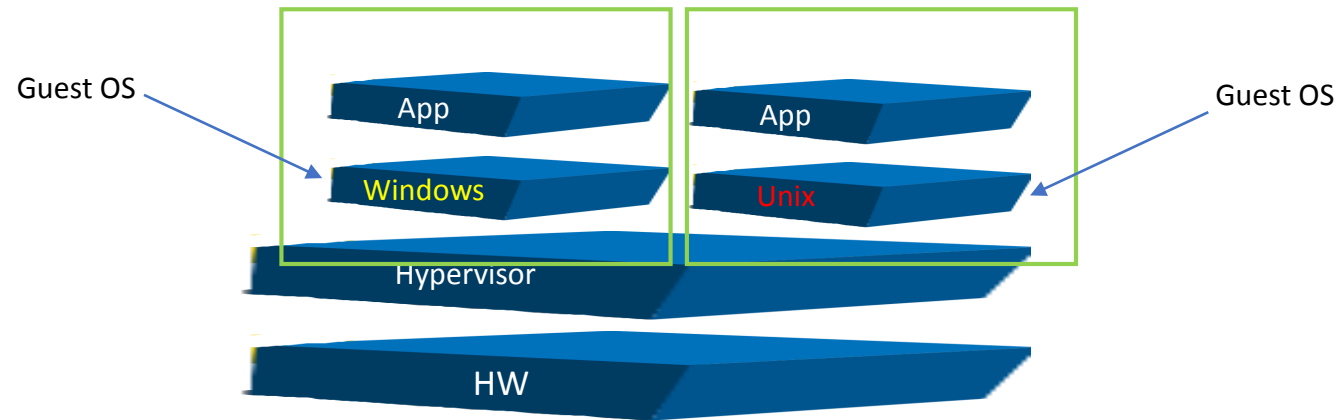 Guest OS
App
App
Guest OS
Windows
Unix
Hypervisor
HW